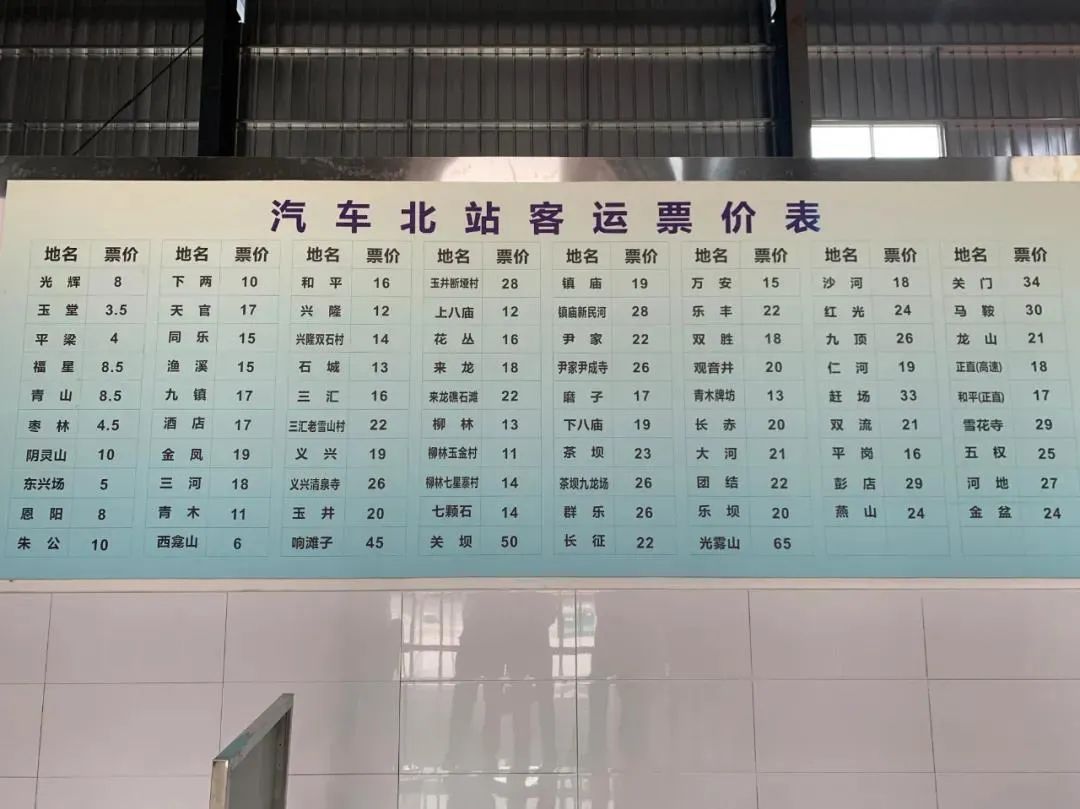 汽车北站客运票价表
地名 票价 地名 票价 地名 票价 地名 票价 地名 票价 地名 票价 地名 票价 地名 票价
光辉 8 下两 10 和平 16 玉井断垭村 28 镇庙 19 万安 15 沙河 18 关门 34
玉堂 3.5 天官 17 兴隆 12 上八庙 12 镇庙新民河 28 乐丰 22 红光 24 马鞍 30
平梁 4 同乐 15 兴隆双石村 14 花丛 16 尹家 22 双胜 18 九顶 26 龙山 21
福星 8.5 渔溪 15 石城 13 来龙 18 尹家尹成寺 26 观音井 20 仁河 19 正直(高速) 18
青山 8.5 九镇 17 三汇 16 来龙礁石滩 22 磨子 17 青木牌坊 13 赶场 33 和平(正直) 17
枣林 4.5 酒店 17 三汇老雪山村 22 柳林 13 下八庙 19 长赤 20 双流 21 雪花寺 29
阴灵山 10 金凤 19 义兴 19 柳林玉金村 11 茶坝 23 大河 21 平岗 16 五权 25
东兴场 5 三河 18 义兴清泉寺 26 柳林七星寨村 14 茶坝九龙场 26 团结 22 彭店 29 河地 27
恩阳 8 青木 11 玉井 20 七颗石 14 群乐 26 乐坝 20 燕山 24 金盆 24
朱公 10 西龛山 6 响滩子 45 关坝 50 长征 22 光雾山 65